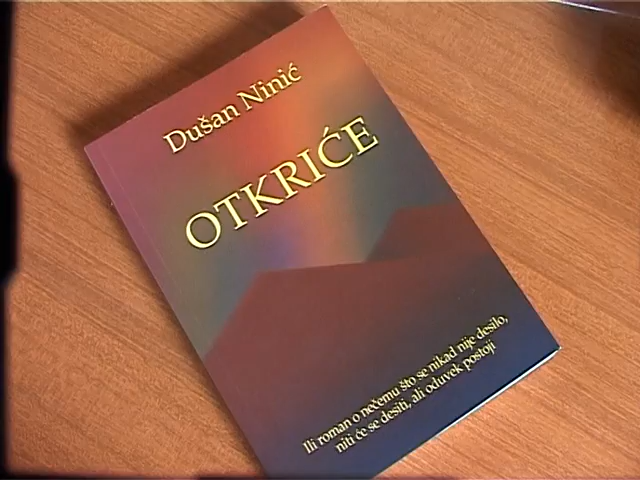 Dušan Ninić
OTKRIĆE
Ili roman o nečemu što se nikad nije desilo,
niti će se desiti, ali oduvek postoji